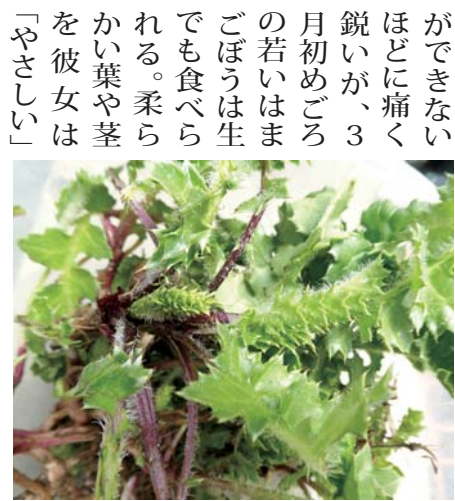 ができない
ほどに痛く
鋭いが、３
月初めごろ
の若いはま
ごぼうは生
でも食べら
れる。柔ら
かい葉や茎
を彼女は
「やさしい」